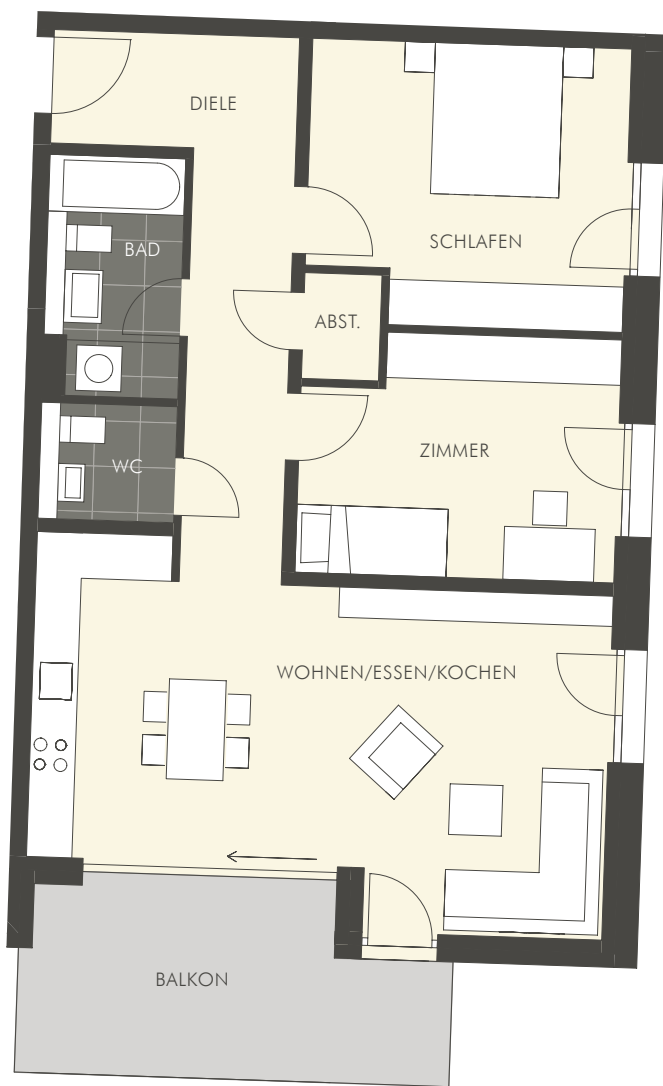 DIELE
BAD
SCHLAFEN
ABST.
ZIMMER
WC
WOHNEN/ESSEN/KOCHEN
BALKON